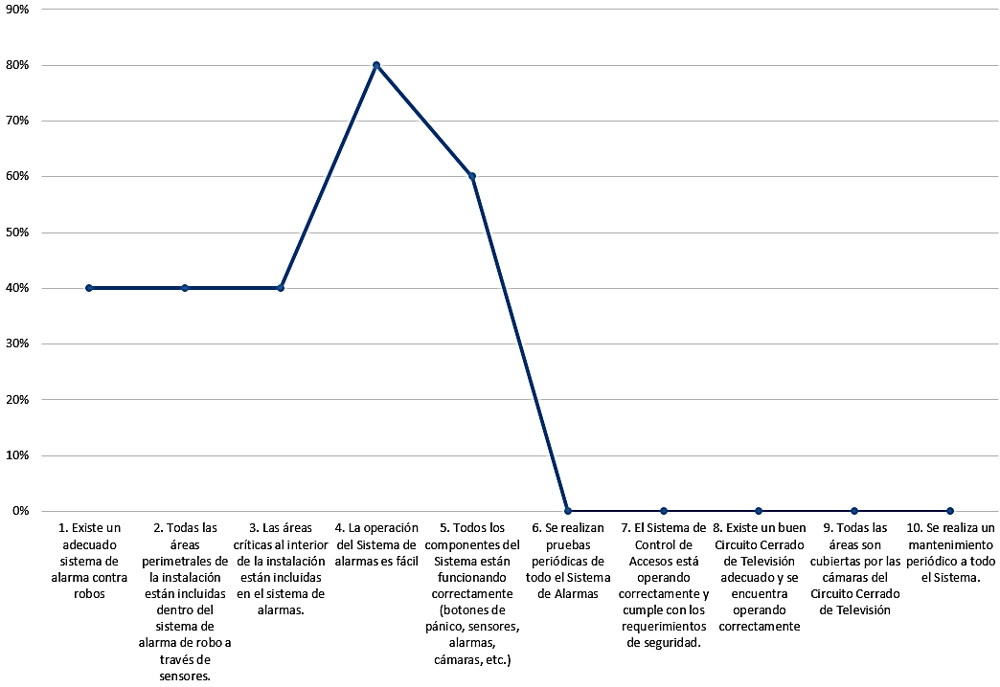 90%
80%
70%
60%
50%
40%
30%
20%
10%
0%
1. Existe un
adecuado
sistema de
alarma contra
robos
2. Todas las
áreas
perimetrales de
la instalación
están incluidas
dentro del
sistema de
alarma de robo a
través de
sensores.
3. Las áreas
críticas al interior
de la instalación
están incluidas
en el sistema de
alarmas.
4. La operación
del Sistema de
alarmas es fácil
5. Todos los
componentes del
Sistema están
funcionando
correctamente
(botones de
pánico, sensores,
alarmas,
cámaras, etc.)
6. Se realizan
pruebas
periódicas de
todo el Sistema
de Alarmas
7. El Sistema de
Control de
Accesos está
operando
correctamente y
cumple con los
requerimientos
de seguridad.
8. Existe un buen
Circuito Cerrado
de Televisión
adecuado y se
encuentra
operando
correctamente
9. Todas las
áreas son
cubiertas por las
cámaras del
Circuito Cerrado
de Televisión
10. Se realiza un
mantenimiento
periódico a todo
el Sistema.